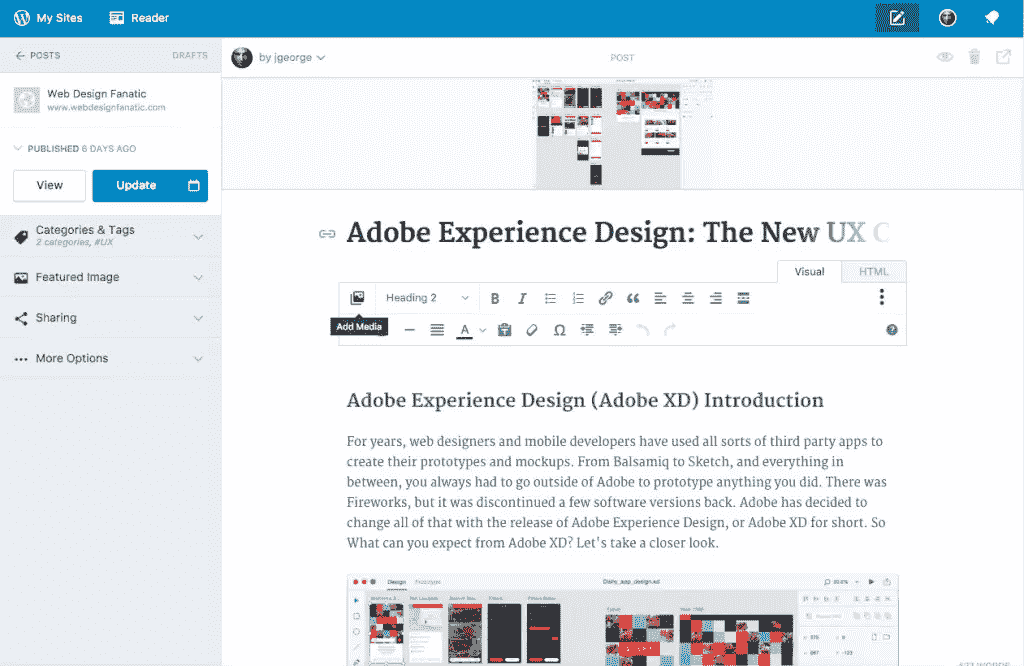 My Sites
Reader
POSTS
DRAFTS
by jgeorge
POST
Web Design Fanatic
www.webdesignfanatic.com
PUBLISHED 6 DAYS AGO
View
Update
Categories & Tags
2 categories, #UX
Featured Image
Sharing
More Options
Adobe Experience Design: The New UX C
Visual
HTML
Heading 2
B
I
Add Media
A
Adobe Experience Design (Adobe XD) Introduction
For years, web designers and mobile developers have used all sorts of third party apps to
create their prototypes and mockups. From Balsamiq to Sketch, and everything in
between, you always had to go outside of Adobe to prototype anything you did. There was
Fireworks, but it was discontinued a few software versions back. Adobe has decided to
change all of that with the release of Adobe Experience Design, or Adobe XD for short. So
What can you expect from Adobe XD? Let's take a closer look.
Design
Prototype